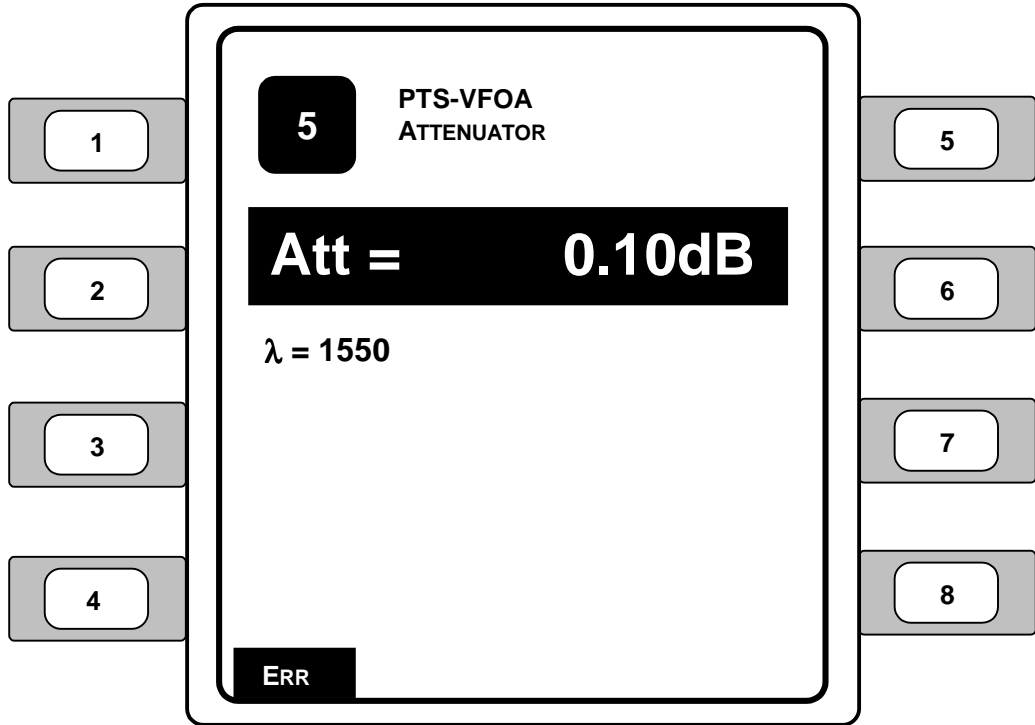 1
5
PTS-VFOA
ATTENUATOR
5
2
Att = 0.10dB
6
λ = 1550
3
7
4
8
ERR